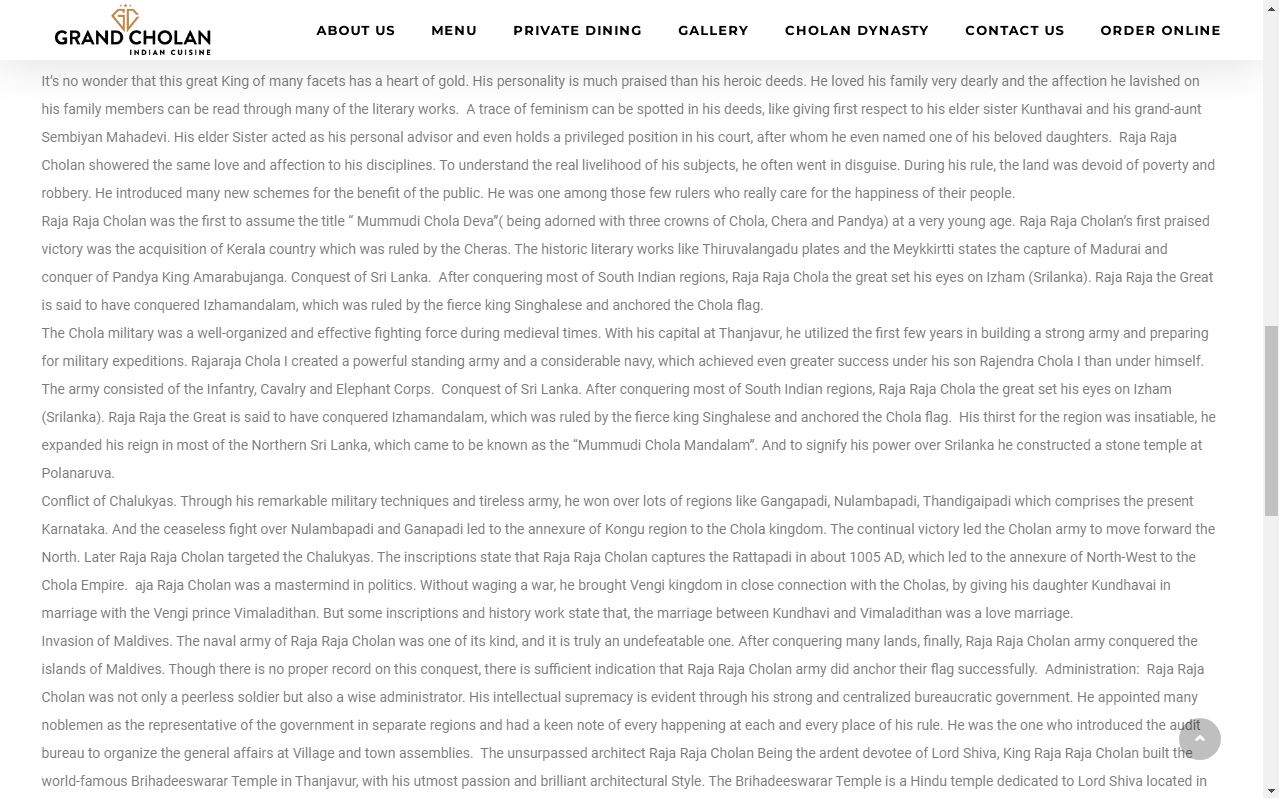 GRAND CHOLAN
INDIAN CUISINE
ABOUT US MENU PRIVATE DINING GALLERY CHOLAN DYNASTY CONTACT US ORDER ONLINE
It’s no wonder that this great King of many facets has a heart of gold. His personality is much praised than his heroic deeds. He loved his family very dearly and the affection he lavished on
his family members can be read through many of the literary works.  A trace of feminism can be spotted in his deeds, like giving first respect to his elder sister Kunthavai and his grand-aunt
Sembiyan Mahadevi. His elder Sister acted as his personal advisor and even holds a privileged position in his court, after whom he even named one of his beloved daughters.  Raja Raja
Cholan showered the same love and affection to his disciplines. To understand the real livelihood of his subjects, he often went in disguise. During his rule, the land was devoid of poverty and
robbery. He introduced many new schemes for the benefit of the public. He was one among those few rulers who really care for the happiness of their people.
Raja Raja Cholan was the first to assume the title “ Mummudi Chola Deva”( being adorned with three crowns of Chola, Chera and Pandya) at a very young age. Raja Raja Cholan’s first praised
victory was the acquisition of Kerala country which was ruled by the Cheras. The historic literary works like Thiruvalangadu plates and the Meykkirtti states the capture of Madurai and
conquer of Pandya King Amarabujanga. Conquest of Sri Lanka.  After conquering most of South Indian regions, Raja Raja Chola the great set his eyes on Izham (Srilanka). Raja Raja the Great
is said to have conquered Izhamandalam, which was ruled by the fierce king Singhalese and anchored the Chola flag.
The Chola military was a well-organized and effective fighting force during medieval times. With his capital at Thanjavur, he utilized the first few years in building a strong army and preparing
for military expeditions. Rajaraja Chola I created a powerful standing army and a considerable navy, which achieved even greater success under his son Rajendra Chola I than under himself.
The army consisted of the Infantry, Cavalry and Elephant Corps.  Conquest of Sri Lanka. After conquering most of South Indian regions, Raja Raja Chola the great set his eyes on Izham
(Srilanka). Raja Raja the Great is said to have conquered Izhamandalam, which was ruled by the fierce king Singhalese and anchored the Chola flag.  His thirst for the region was insatiable, he
expanded his reign in most of the Northern Sri Lanka, which came to be known as the “Mummudi Chola Mandalam”. And to signify his power over Srilanka he constructed a stone temple at
Polanaruva.
Conflict of Chalukyas. Through his remarkable military techniques and tireless army, he won over lots of regions like Gangapadi, Nulambapadi, Thandigaipadi which comprises the present
Karnataka. And the ceaseless fight over Nulambapadi and Ganapadi led to the annexure of Kongu region to the Chola kingdom. The continual victory led the Cholan army to move forward the
North. Later Raja Raja Cholan targeted the Chalukyas. The inscriptions state that Raja Raja Cholan captures the Rattapadi in about 1005 AD, which led to the annexure of North-West to the
Chola Empire.  aja Raja Cholan was a mastermind in politics. Without waging a war, he brought Vengi kingdom in close connection with the Cholas, by giving his daughter Kundhavai in
marriage with the Vengi prince Vimaladithan. But some inscriptions and history work state that, the marriage between Kundhavi and Vimaladithan was a love marriage.
Invasion of Maldives. The naval army of Raja Raja Cholan was one of its kind, and it is truly an undefeatable one. After conquering many lands, finally, Raja Raja Cholan army conquered the
islands of Maldives. Though there is no proper record on this conquest, there is sufficient indication that Raja Raja Cholan army did anchor their flag successfully.  Administration:  Raja Raja
Cholan was not only a peerless soldier but also a wise administrator. His intellectual supremacy is evident through his strong and centralized bureaucratic government. He appointed many
noblemen as the representative of the government in separate regions and had a keen note of every happening at each and every place of his rule. He was the one who introduced the audit
bureau to organize the general affairs at Village and town assemblies.  The unsurpassed architect Raja Raja Cholan Being the ardent devotee of Lord Shiva, King Raja Raja Cholan built the
world-famous Brihadeeswarar Temple in Thanjavur, with his utmost passion and brilliant architectural Style. The Brihadeeswarar Temple is a Hindu temple dedicated to Lord Shiva located in